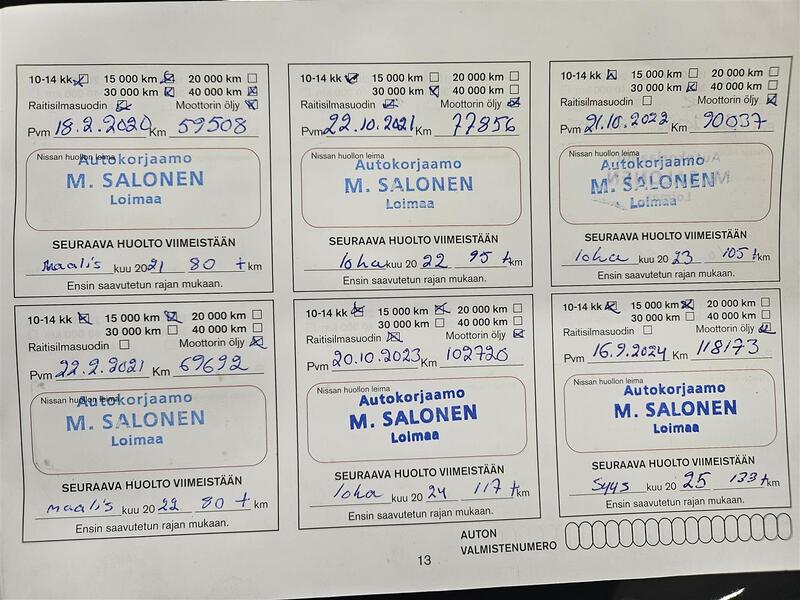 10-14 kk 15 000 km 20 000 km
30 000 km 40 000 km
Raitisilmasuodin Moottorin öljy
Pvm 18.2.2020 Km 59508
Nissan huollon leima
Autokorjaamo
M. SALONEN
Loimaa
SEURAAVA HUOLTO VIIMEISTÄÄN
maalis kuu 2021 80 t km
Ensin saavutetun rajan mukaan.
10-14 kk 15 000 km 20 000 km
30 000 km 40 000 km
Raitisilmasuodin Moottorin öljy
Pvm 22.2.2021 Km 69692
Nissan huollon leima
Autokorjaamo
M. SALONEN
Loimaa
SEURAAVA HUOLTO VIIMEISTÄÄN
maalis kuu 20 22 80 t km
Ensin saavutetun rajan mukaan.
10-14 kk 15 000 km 20 000 km
30 000 km 40 000 km
Raitisilmasuodin Moottorin öljy
Pvm 22.10.2021 Km 77856
Nissan huollon leima
Autokorjaamo
M. SALONEN
Loimaa
SEURAAVA HUOLTO VIIMEISTÄÄN
loka kuu 20 22 95 t km
Ensin saavutetun rajan mukaan.
10-14 kk 15 000 km 20 000 km
30 000 km 40 000 km
Raitisilmasuodin Moottorin öljy
Pvm 20.10.2023 Km 102720
Nissan huollon leima
Autokorjaamo
M. SALONEN
Loimaa
SEURAAVA HUOLTO VIIMEISTÄÄN
loka kuu 20 24 117 t km
Ensin saavutetun rajan mukaan.
10-14 kk 15 000 km 20 000 km
30 000 km 40 000 km
Raitisilmasuodin Moottorin öljy
Pvm 21.10.2022 Km 90037
Nissan huollon leima
Autokorjaamo
M. SALONEN
Loimaa
SEURAAVA HUOLTO VIIMEISTÄÄN
loka kuu 20 23 105 t km
Ensin saavutetun rajan mukaan.
10-14 kk 15 000 km 20 000 km
30 000 km 40 000 km
Raitisilmasuodin Moottorin öljy
Pvm 16.9.2024 Km 118173
Nissan huollon leima
Autokorjaamo
M. SALONEN
Loimaa
SEURAAVA HUOLTO VIIMEISTÄÄN
syys kuu 20 25 133 t km
Ensin saavutetun rajan mukaan.
AUTON
VALMISTENUMERO
13